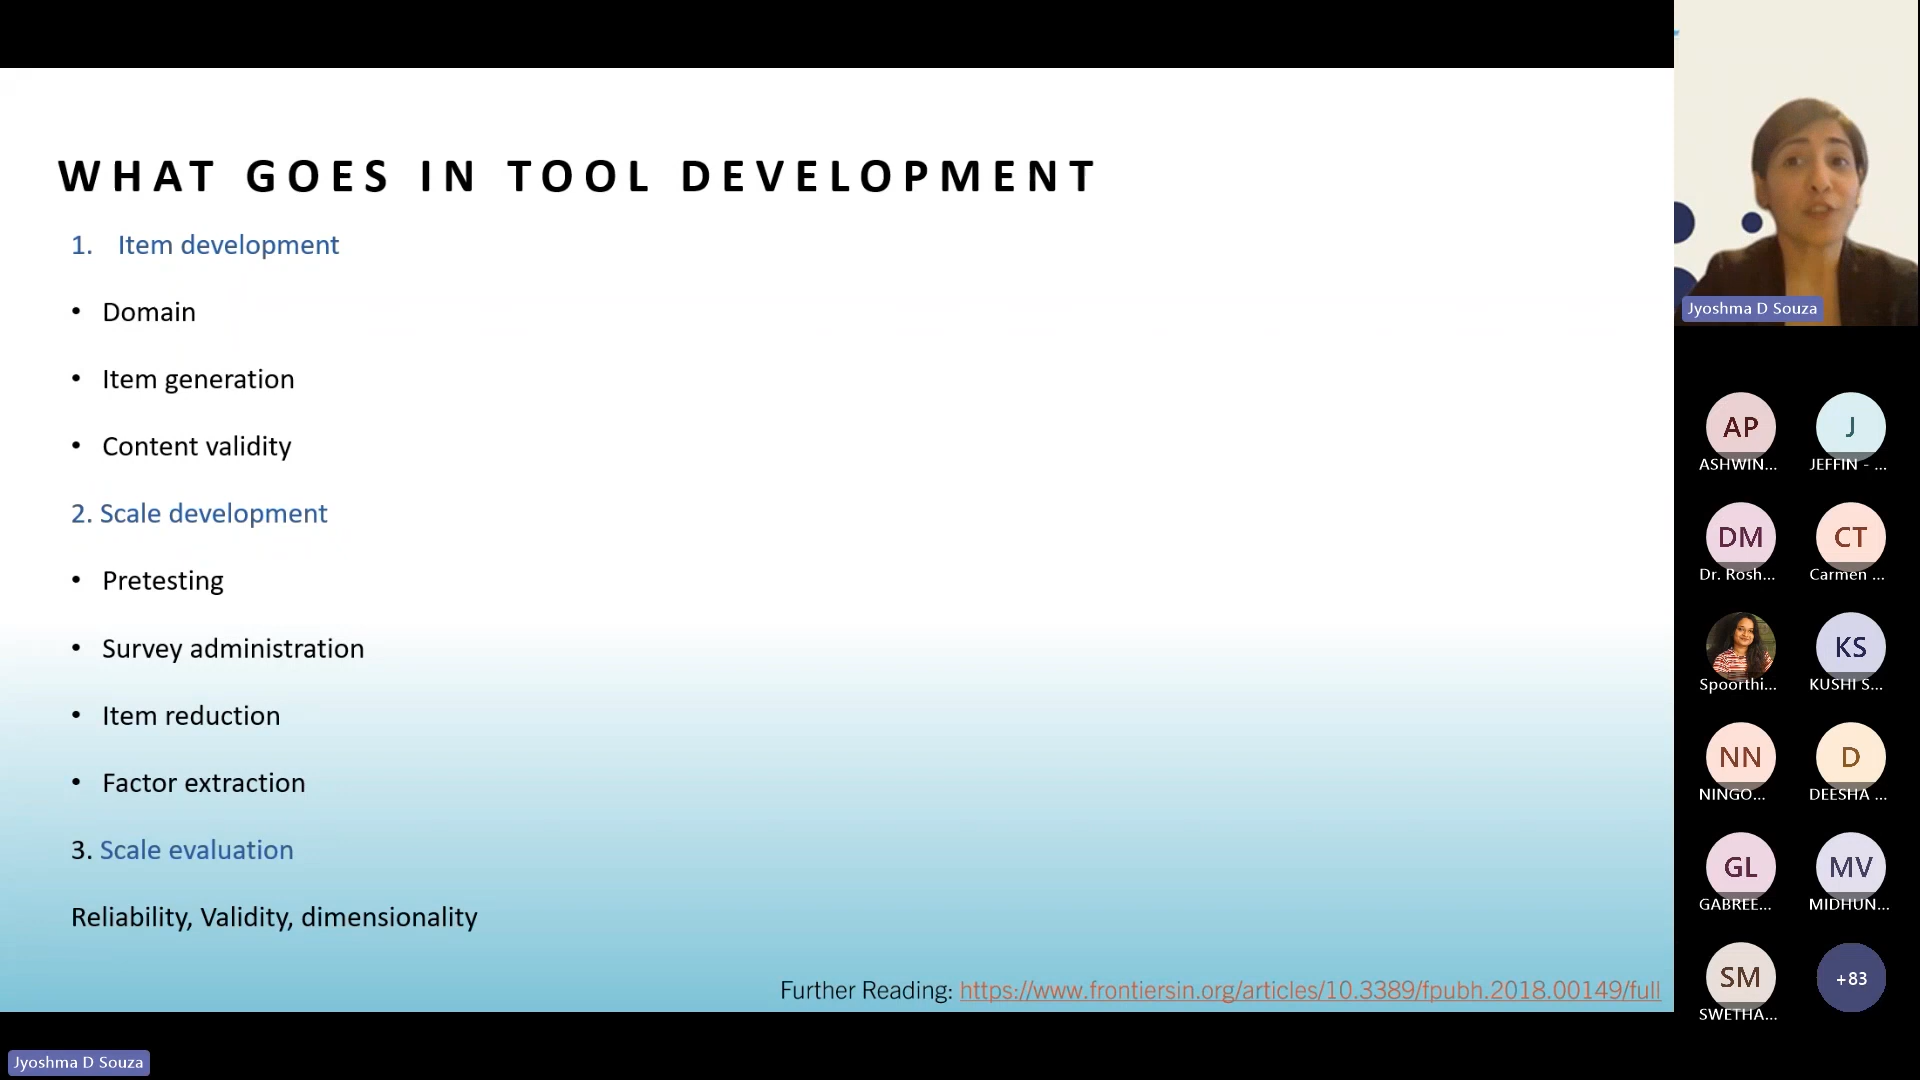 WHAT GOES IN TOOL DEVELOPMENT
1. Item development
• Domain
• Item generation
• Content validity
2. Scale development
• Pretesting
• Survey administration
• Item reduction
• Factor extraction
3. Scale evaluation
Reliability, Validity, dimensionality
Further Reading: https://www.frontiersin.org/articles/10.3389/fpubh.2018.00149/full
Jyoshma D Souza
Jyoshma D Souza
AP
ASHWIN...
J
JEFFIN - ...
DM
Dr. Rosh...
CT
Carmen ...
Spoorthi...
KS
KUSHI S...
NN
NINGO...
D
DEESHA ...
GL
GABREE...
MV
MIDHUN...
SM
SWETHA...
+83